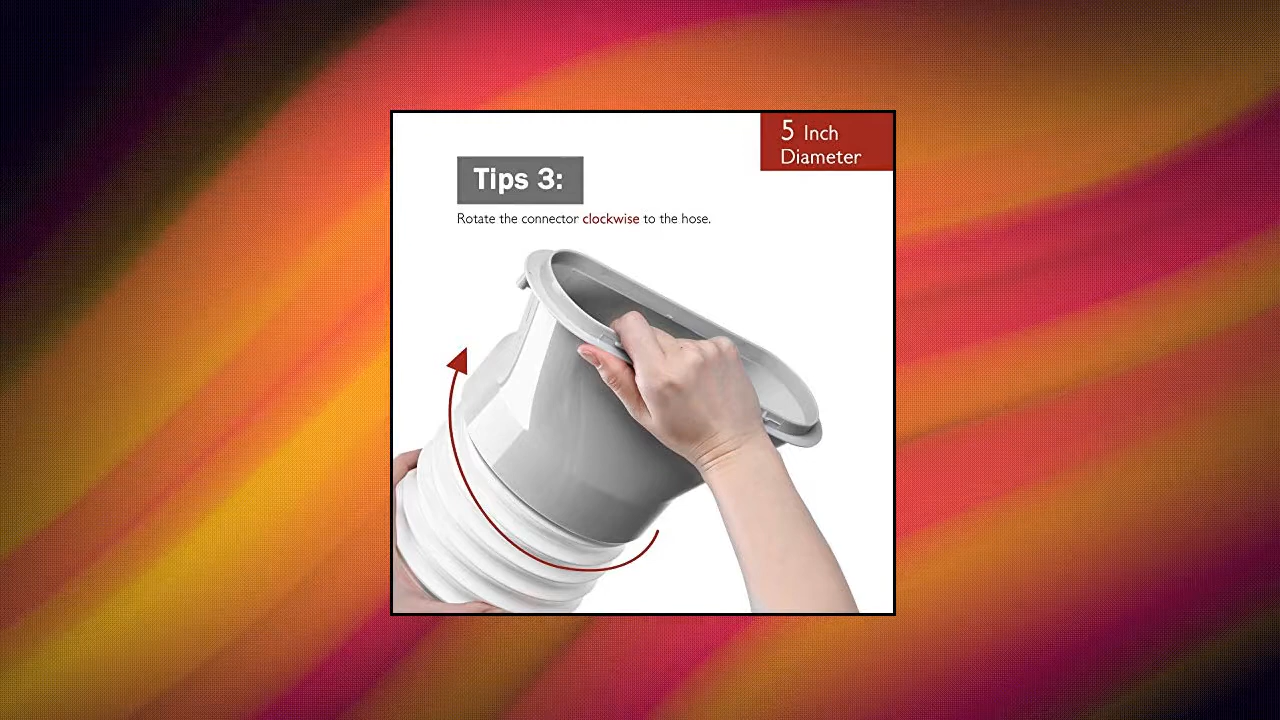 5 Inch
Diameter
Tips 3:
Rotate the connector clockwise to the hose.